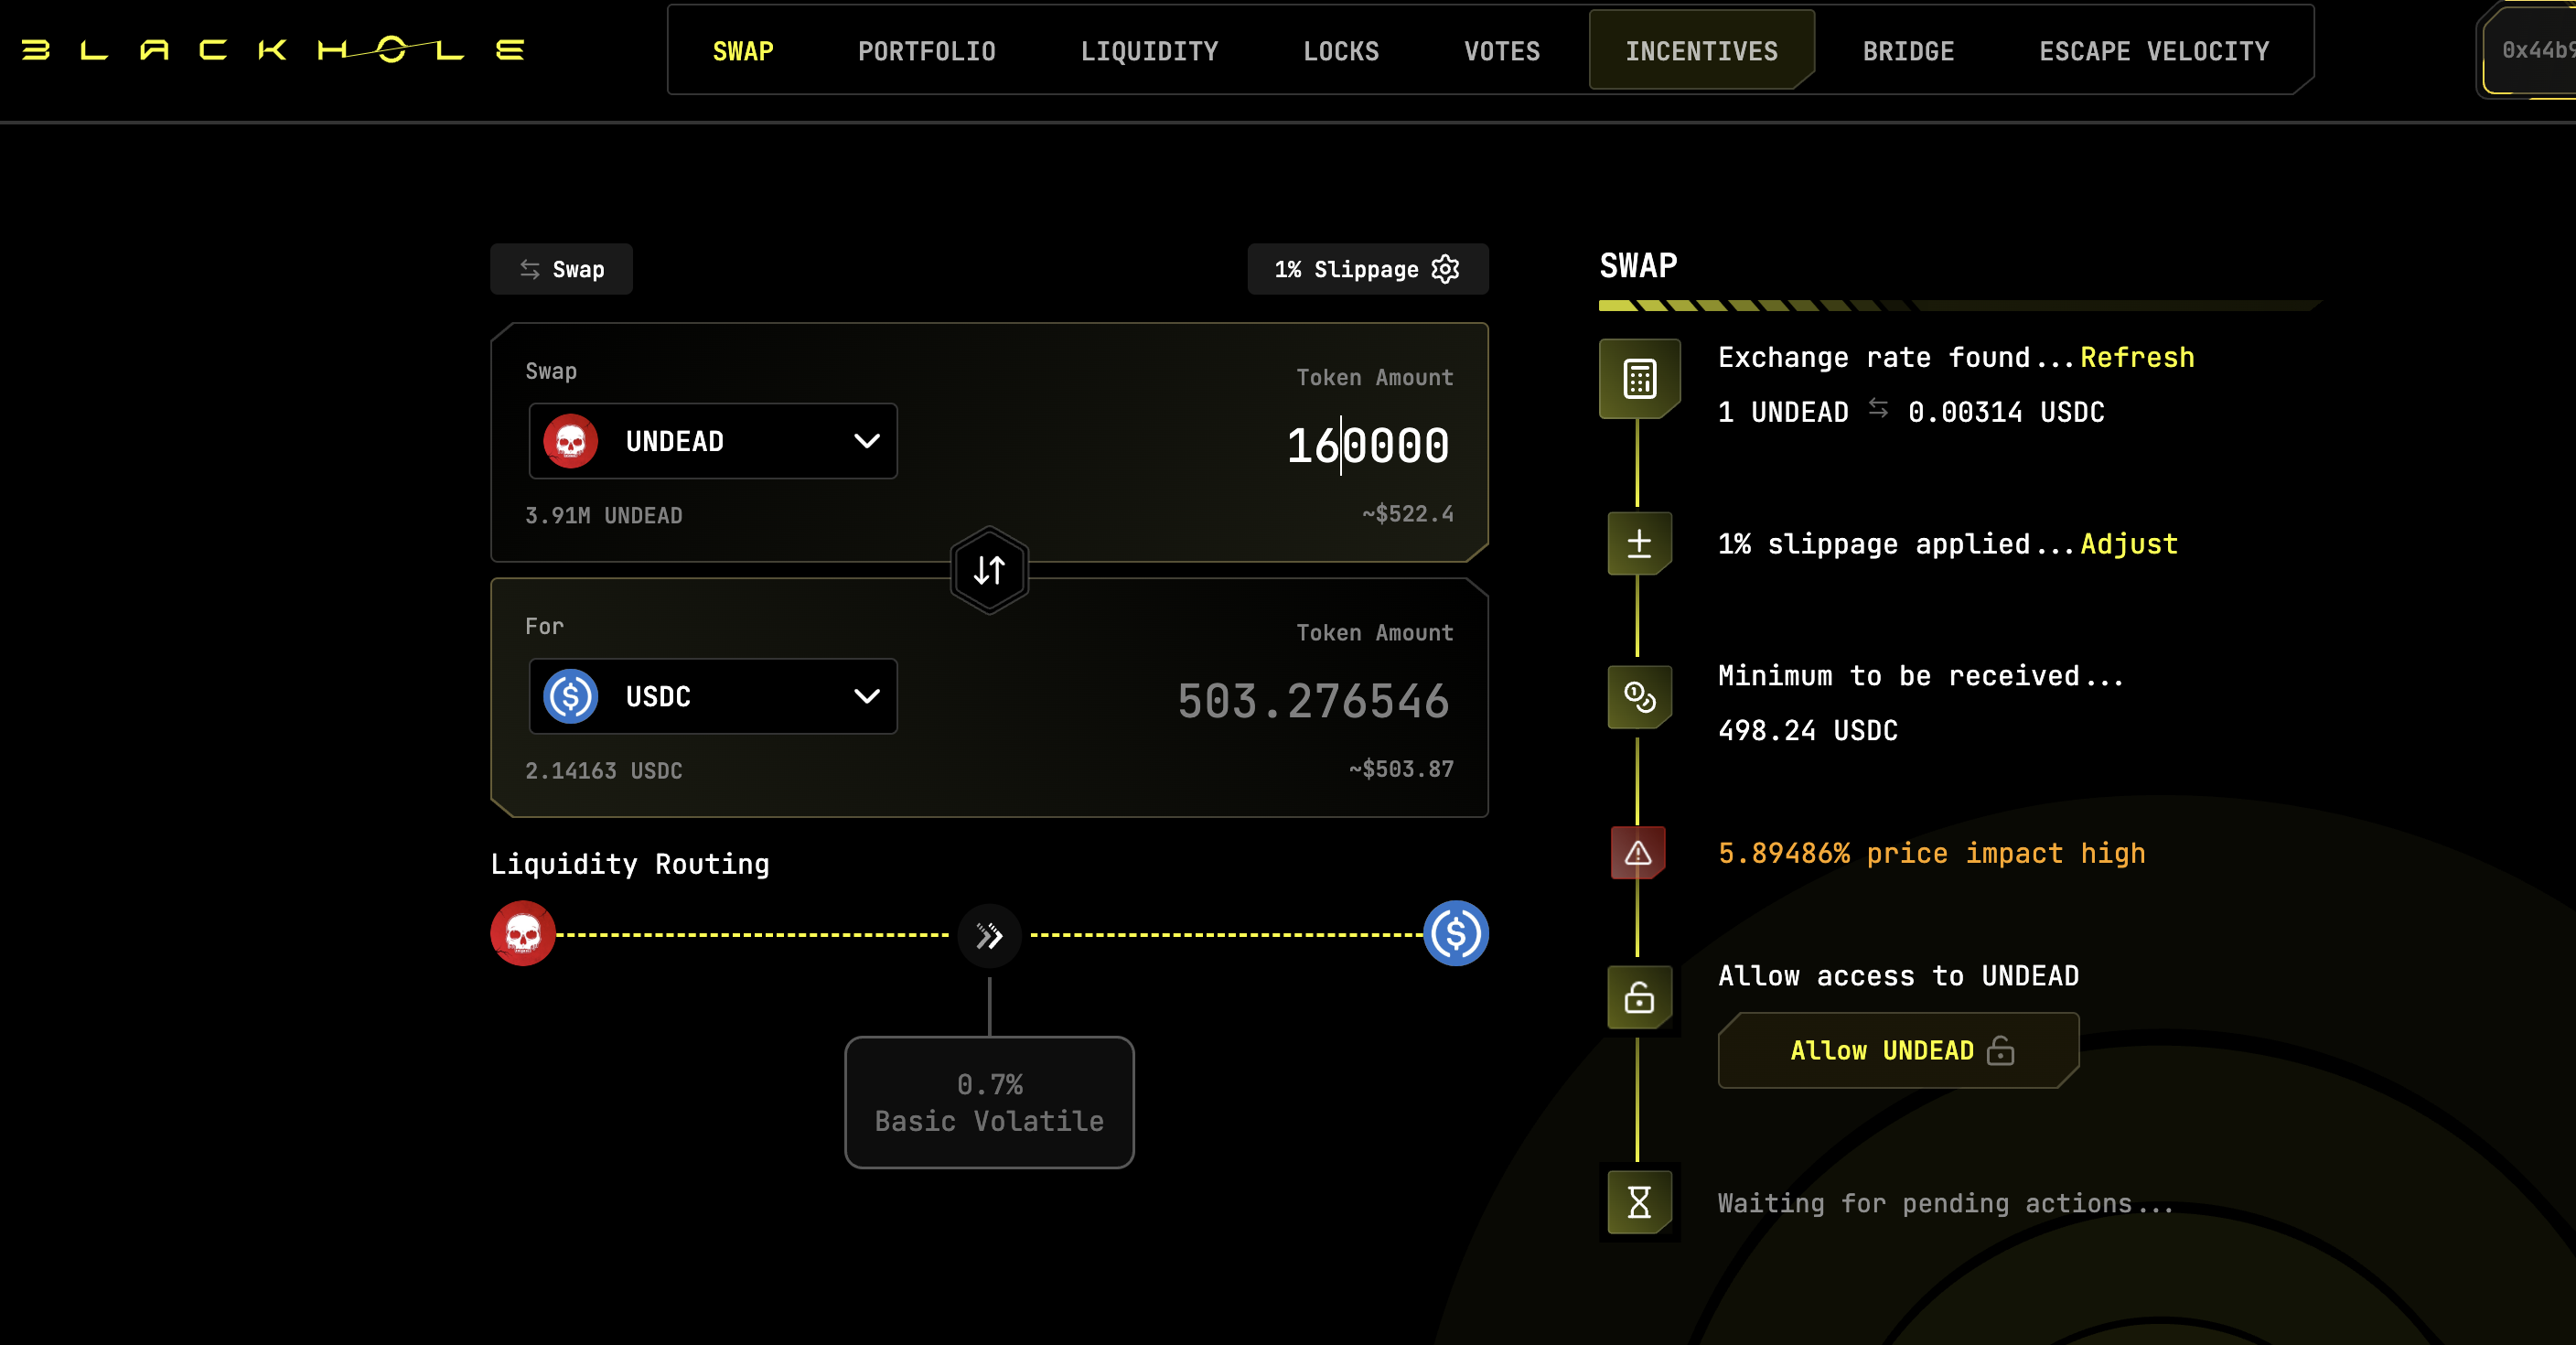 BLACKHOLE
SWAP PORTFOLIO LIQUIDITY LOCKS VOTES INCENTIVES BRIDGE ESCAPE VELOCITY
0x44b9
Swap
1% Slippage
Swap
Token Amount
UNDEAD
160000
3.91M UNDEAD
~$522.4
For
Token Amount
USDC
503.276546
2.14163 USDC
~$503.87
Liquidity Routing
0.7%
Basic Volatile
SWAP
Exchange rate found...Refresh
1 UNDEAD ⇆ 0.00314 USDC
1% slippage applied...Adjust
Minimum to be received...
498.24 USDC
5.89486% price impact high
Allow access to UNDEAD
Allow UNDEAD
Waiting for pending actions...